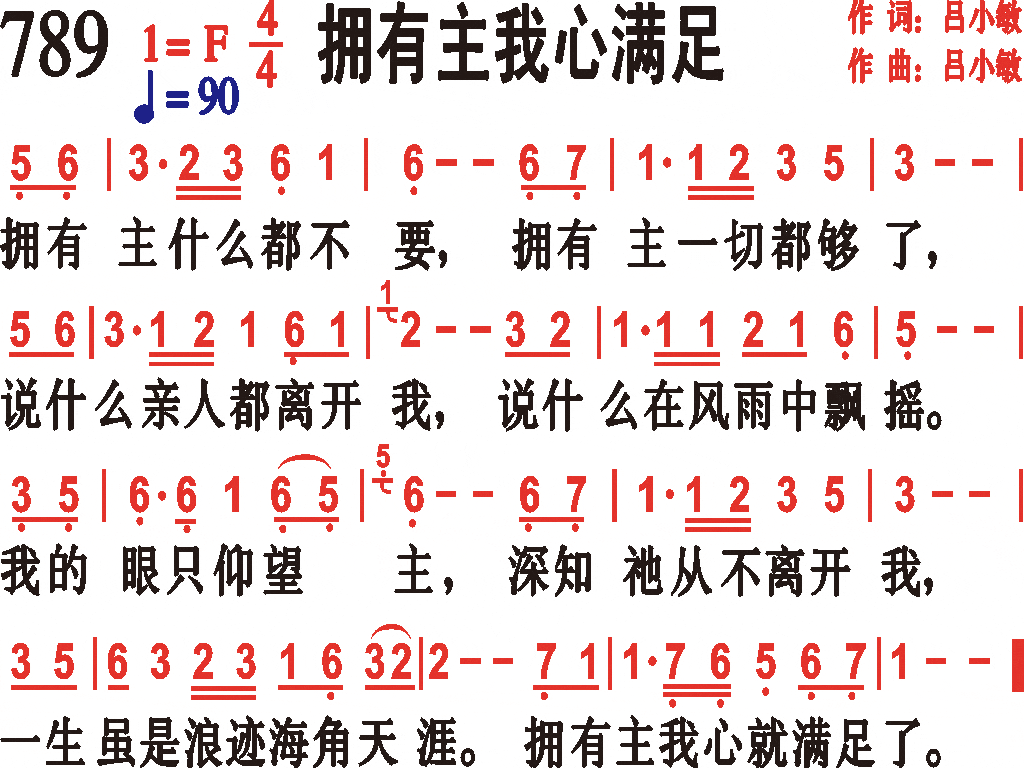 789 1=F 4/4 拥有主我心满足 作 词：吕小敏
♩=90 作 曲：吕小敏
5 6 | 3·2 3 6 1 | 6 - - 6 7 | 1·1 2 3 5 | 3 - - |
拥有 主什么都不 要， 拥有 主一切都够 了，
5 6 | 3·1 2 1 6 1 | 1 2 - - 3 2 | 1·1 1 2 1 6 | 5 - - |
说什么亲人都离开 我， 说什 么在风雨中飘 摇。
3 5 | 6·6 1 6 5 | 5 6 - - 6 7 | 1·1 2 3 5 | 3 - - |
我的 眼只仰望 主， 深知 祂从不离开 我，
3 5 | 6 3 2 3 1 6 3 2 | 2 - - 7 1 | 1·7 6 5 6 7 | 1 - - |
一生虽是浪迹海角天 涯。 拥有主我心就满足了。